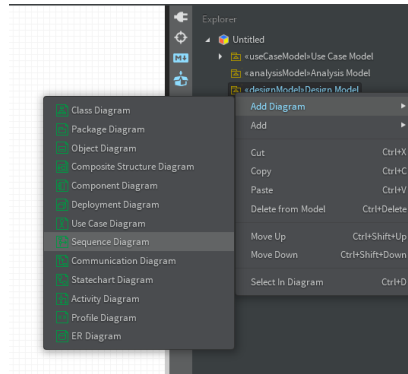 Explorer
Untitled
M↓
«useCaseModel»Use Case Model
«analysisModel»Analysis Model
«designModel»Design Model
Add Diagram
Add
Cut Ctrl+X
Copy Ctrl+C
Paste Ctrl+V
Delete from Model Ctrl+Delete
Move Up Ctrl+Shift+Up
Move Down Ctrl+Shift+Down
Select In Diagram Ctrl+D
Class Diagram
Package Diagram
Object Diagram
Composite Structure Diagram
Component Diagram
Deployment Diagram
Use Case Diagram
Sequence Diagram
Communication Diagram
Statechart Diagram
Activity Diagram
Profile Diagram
ER Diagram